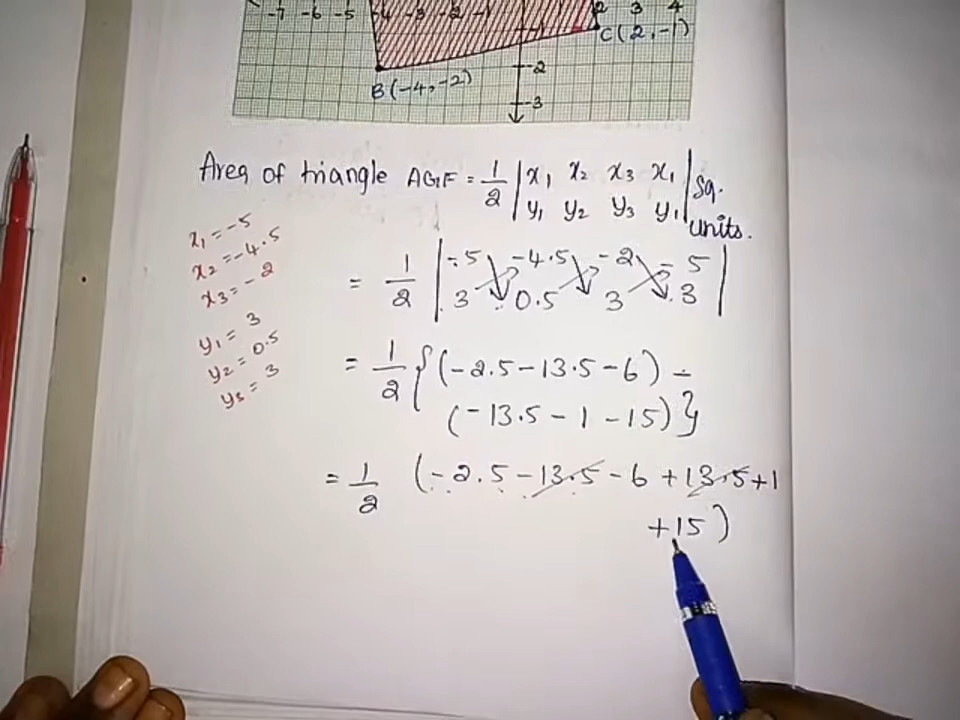 -7 -6 -5 -4 -3 -2 -1 2 3 4
-1
C(2,-1)
-2
B(-4,-2)
-3
Area of triangle AGF = 1/2 | x₁ x₂ x₃ x₁ | sq.
y₁ y₂ y₃ y₁ units.
x₁ = -5
x₂ = -4.5
x₃ = -2
y₁ = 3
y₂ = 0.5
y₃ = 3
= 1/2 | -5 -4.5 -2 -5 |
3 0.5 3 3
= 1/2 { (-2.5 - 13.5 - 6) -
(-13.5 - 1 - 15) }
= 1/2 (-2.5 - 13.5 - 6 + 13.5 + 1
+ 15)